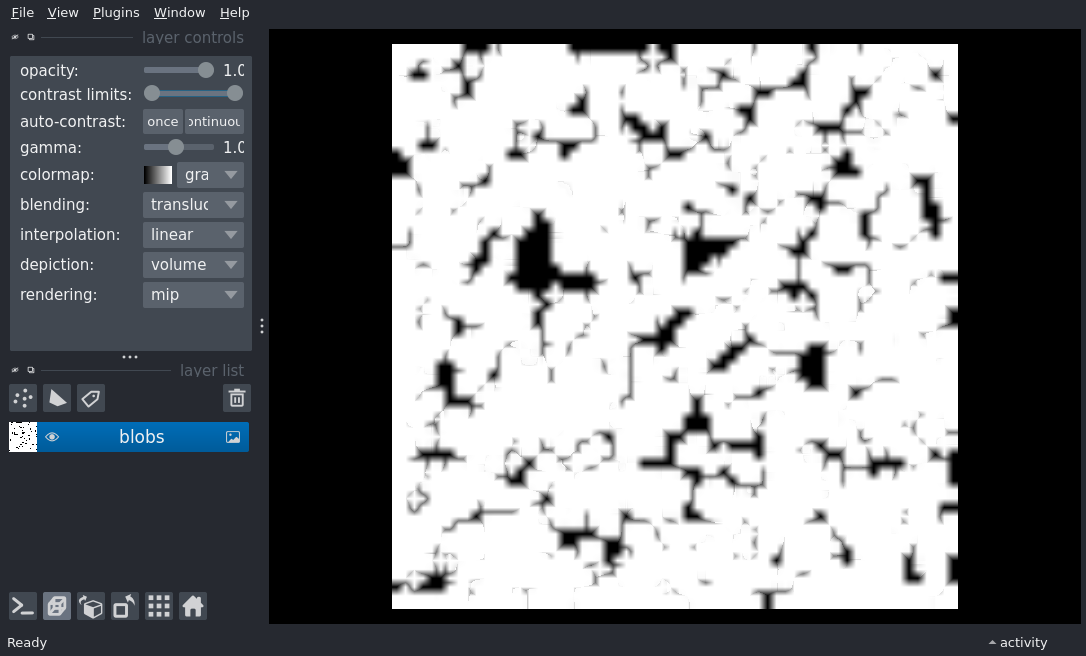 File View Plugins Window Help
layer controls
opacity: 1.0
contrast limits:
auto-contrast: once ontinuou
gamma: 1.0
colormap: gra
blending: transluc
interpolation: linear
depiction: volume
rendering: mip
layer list
blobs
Ready
activity